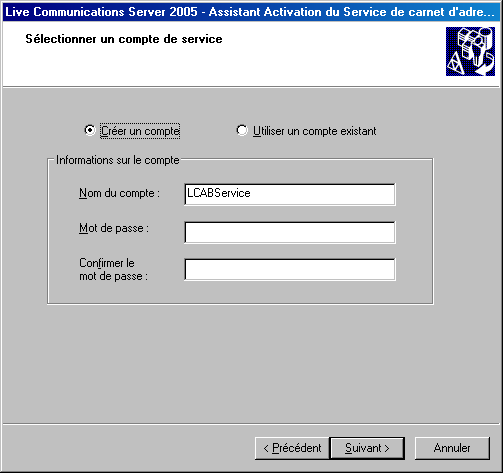 Live Communications Server 2005 - Assistant Activation du Service de carnet d'adre...
Sélectionner un compte de service
Créer un compte Utiliser un compte existant
Informations sur le compte
Nom du compte : LCABService
Mot de passe :
Confirmer le
mot de passe :
< Précédent Suivant > Annuler